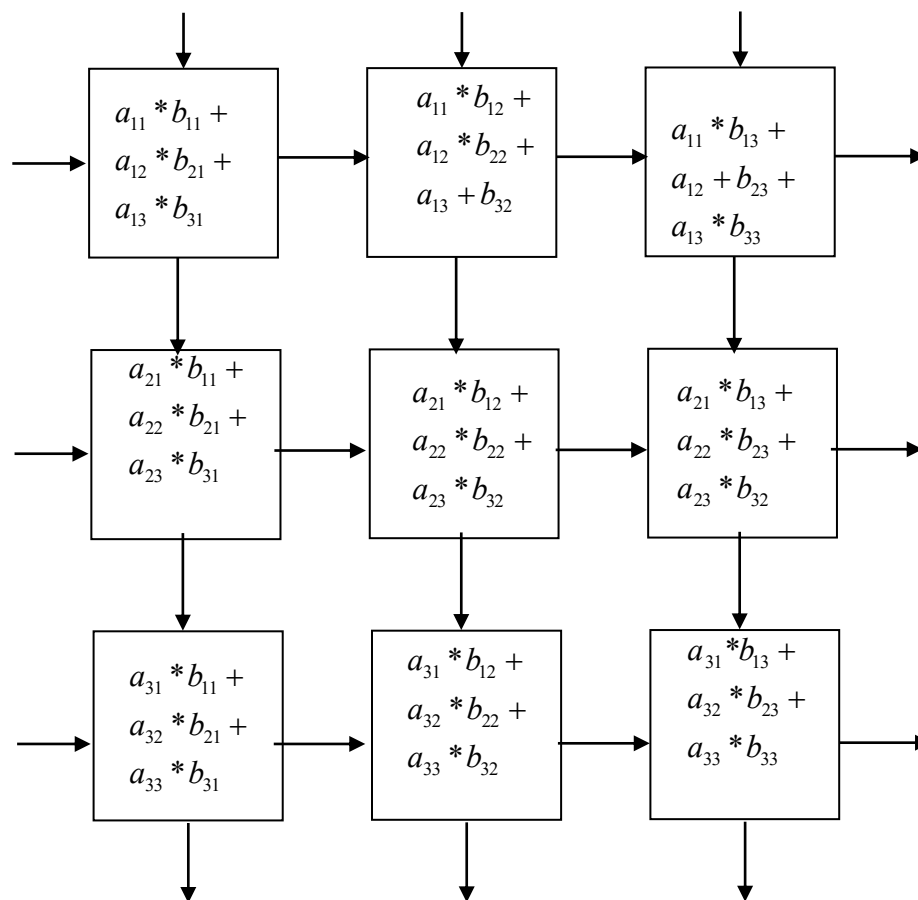 a₁₁ * b₁₁ +
a₁₂ * b₂₁ +
a₁₃ * b₃₁
a₁₁ * b₁₂ +
a₁₂ * b₂₂ +
a₁₃ + b₃₂
a₁₁ * b₁₃ +
a₁₂ + b₂₃ +
a₁₃ * b₃₃
a₂₁ * b₁₁ +
a₂₂ * b₂₁ +
a₂₃ * b₃₁
a₂₁ * b₁₂ +
a₂₂ * b₂₂ +
a₂₃ * b₃₂
a₂₁ * b₁₃ +
a₂₂ * b₂₃ +
a₂₃ * b₃₂
a₃₁ * b₁₁ +
a₃₂ * b₂₁ +
a₃₃ * b₃₁
a₃₁ * b₁₂ +
a₃₂ * b₂₂ +
a₃₃ * b₃₂
a₃₁ * b₁₃ +
a₃₂ * b₂₃ +
a₃₃ * b₃₃